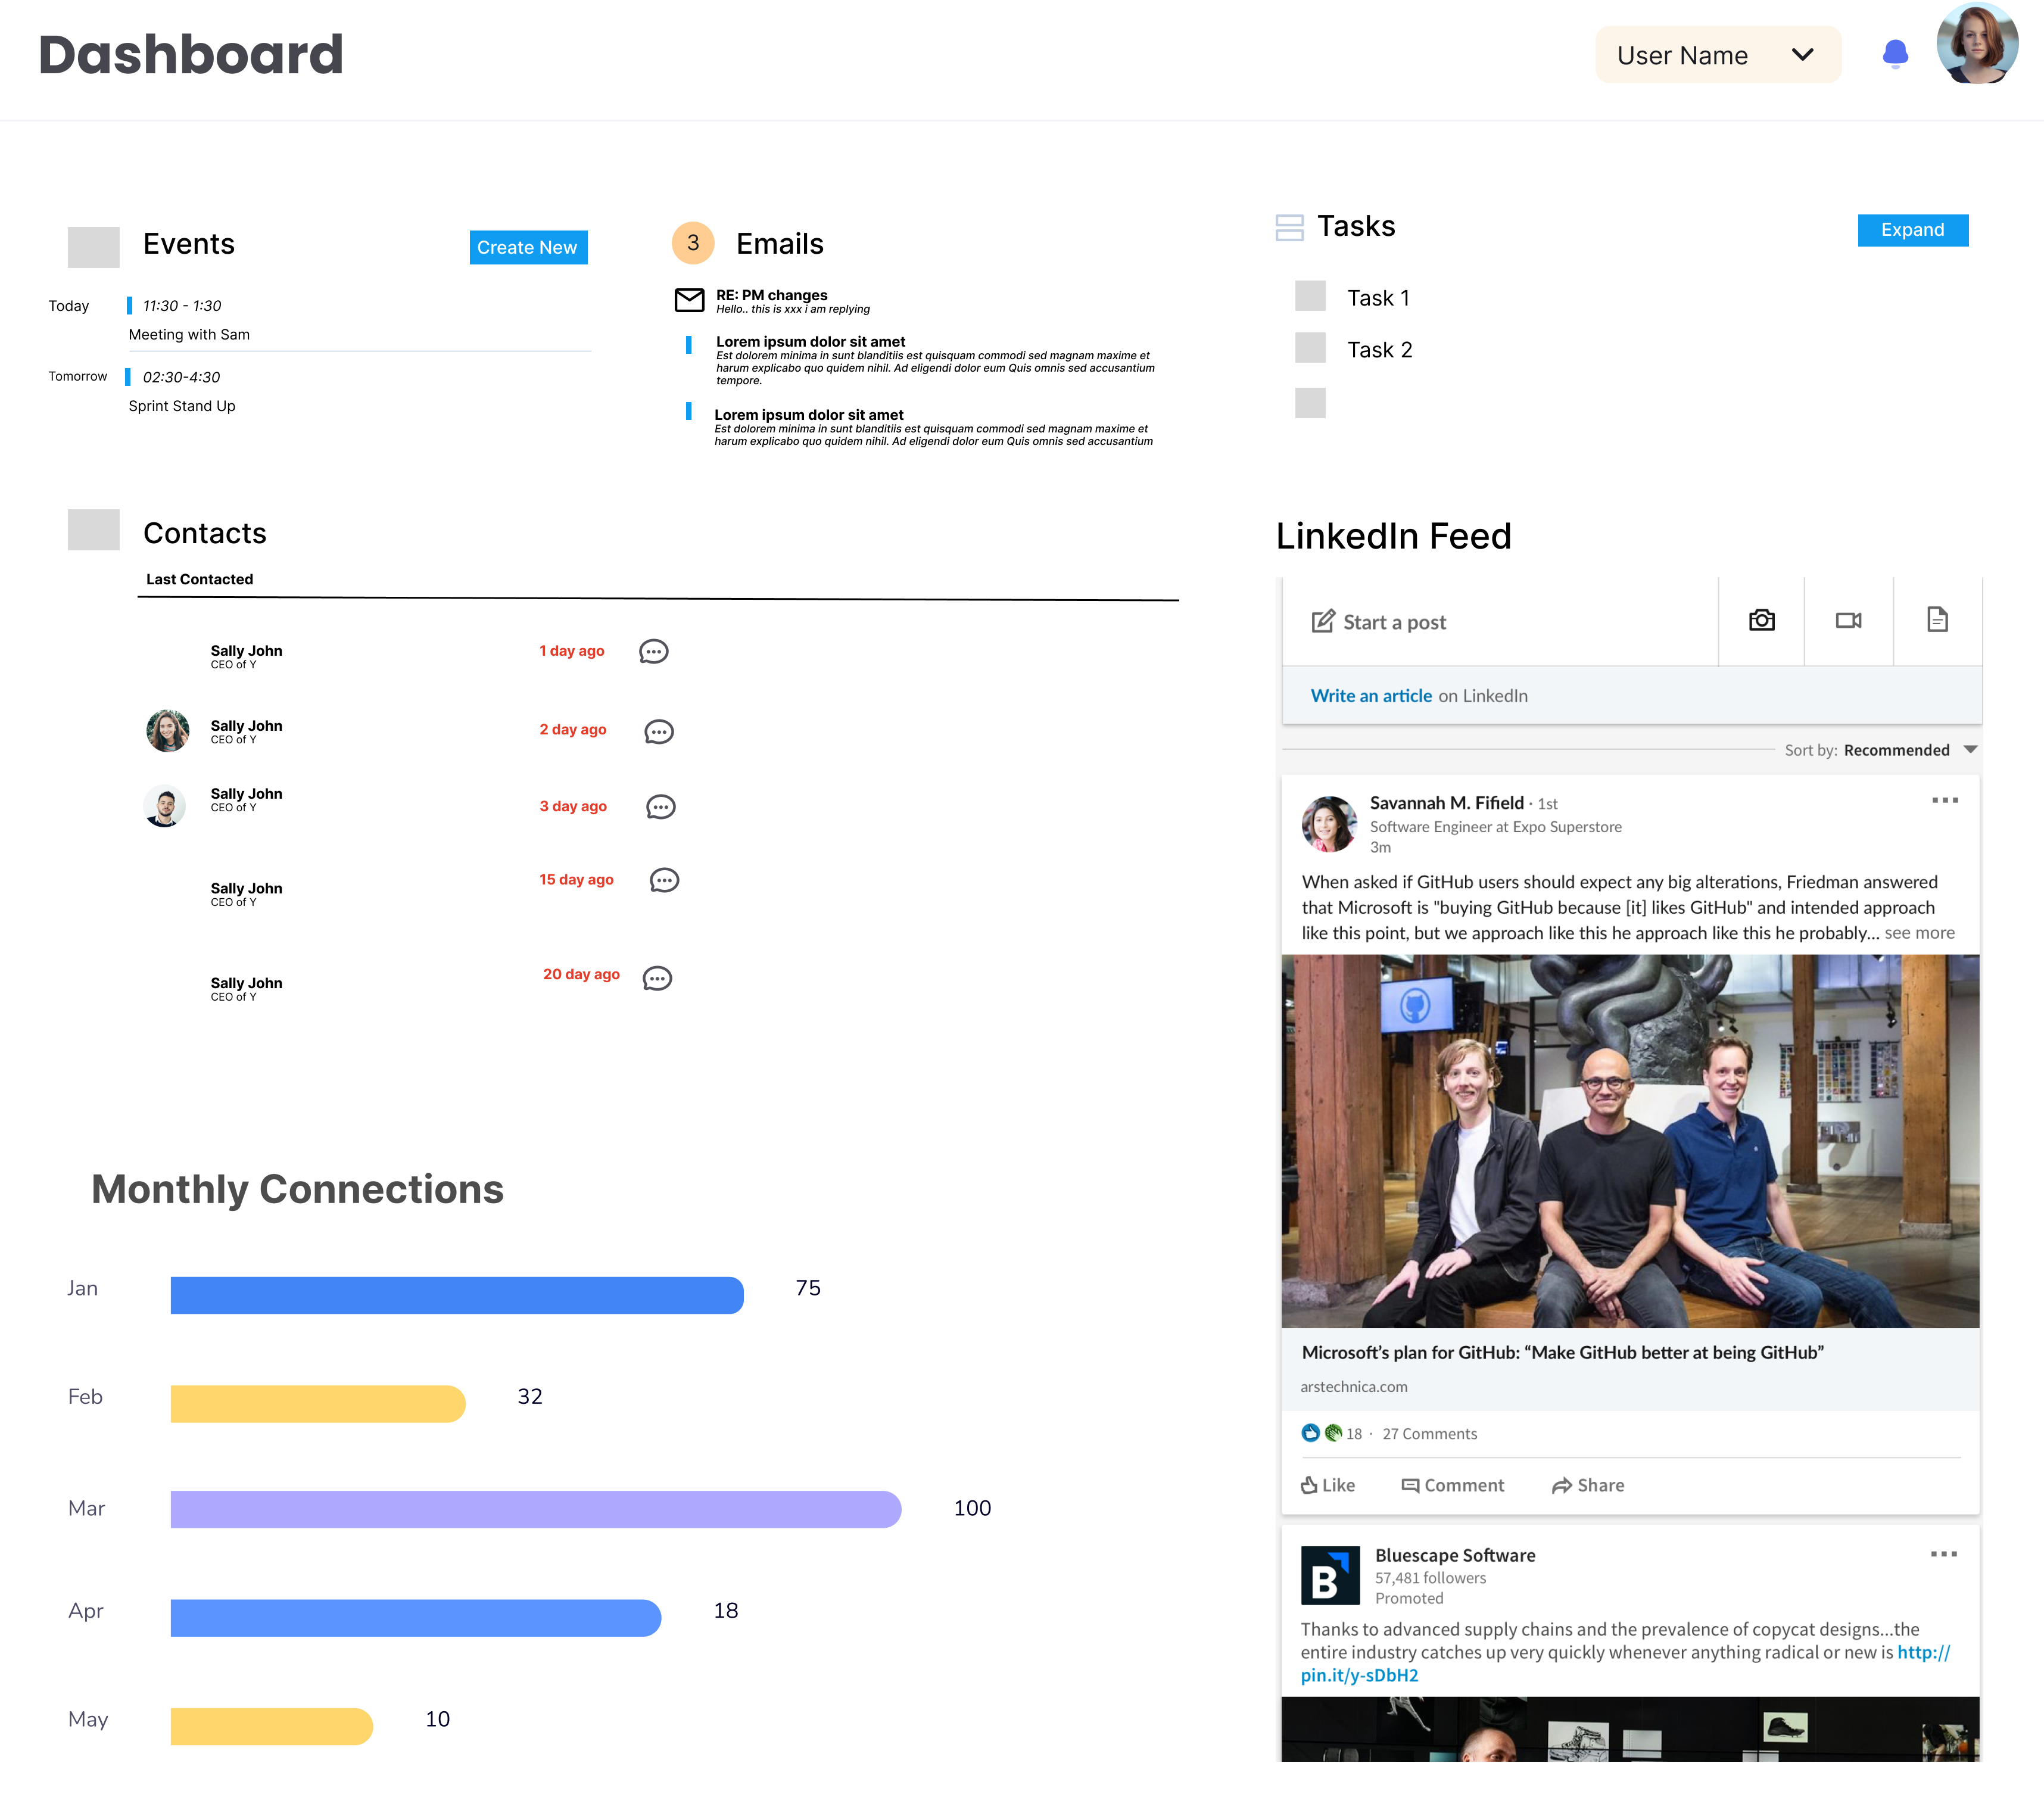 Dashboard
User Name
Events
Create New
Today
11:30 - 1:30
Meeting with Sam
Tomorrow
02:30-4:30
Sprint Stand Up
3
Emails
RE: PM changes
Hello.. this is xxx i am replying
Lorem ipsum dolor sit amet
Est dolorem minima in sunt blanditiis est quisquam commodi sed magnam maxime et
harum explicabo quo quidem nihil. Ad eligendi dolor eum Quis omnis sed accusantium
tempore.
Lorem ipsum dolor sit amet
Est dolorem minima in sunt blanditiis est quisquam commodi sed magnam maxime et
harum explicabo quo quidem nihil. Ad eligendi dolor eum Quis omnis sed accusantium
Tasks
Expand
Task 1
Task 2
Contacts
Last Contacted
Sally John
CEO of Y
1 day ago
Sally John
CEO of Y
2 day ago
Sally John
CEO of Y
3 day ago
Sally John
CEO of Y
15 day ago
Sally John
CEO of Y
20 day ago
Monthly Connections
Jan
75
Feb
32
Mar
100
Apr
18
May
10
LinkedIn Feed
Start a post
Write an article on LinkedIn
Sort by: Recommended
Savannah M. Fifield · 1st
Software Engineer at Expo Superstore
3m
When asked if GitHub users should expect any big alterations, Friedman answered
that Microsoft is "buying GitHub because [it] likes GitHub" and intended approach
like this point, but we approach like this he approach like this he probably... see more
Microsoft’s plan for GitHub: “Make GitHub better at being GitHub”
arstechnica.com
18 · 27 Comments
Like
Comment
Share
B
Bluescape Software
57,481 followers
Promoted
Thanks to advanced supply chains and the prevalence of copycat designs...the
entire industry catches up very quickly whenever anything radical or new is http://
pin.it/y-sDbH2